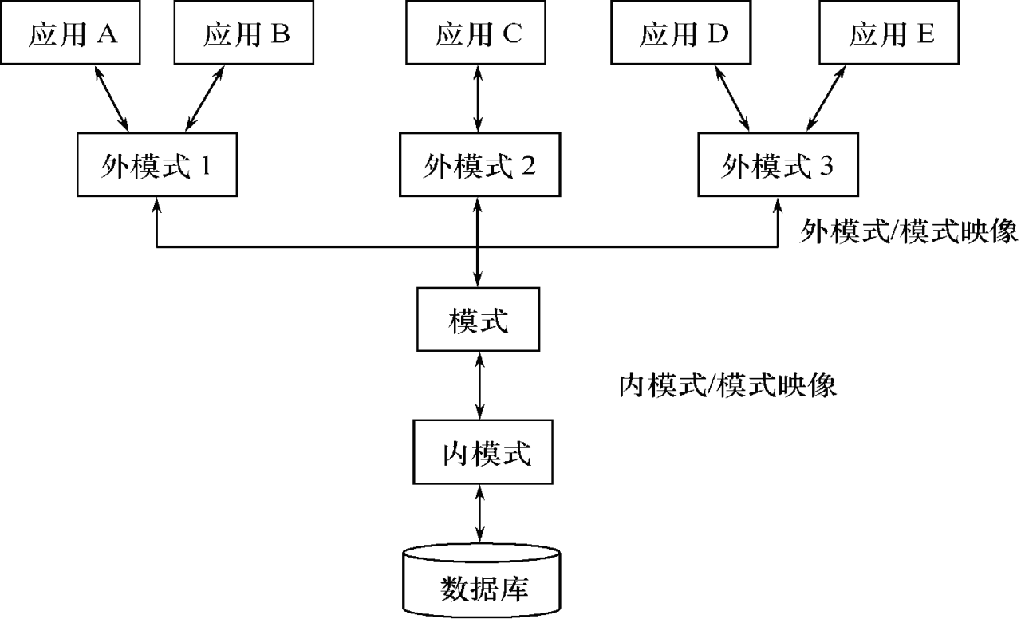 应用 A
应用 B
应用 C
应用 D
应用 E
外模式 1
外模式 2
外模式 3
外模式/模式映像
模式
内模式/模式映像
内模式
数据库